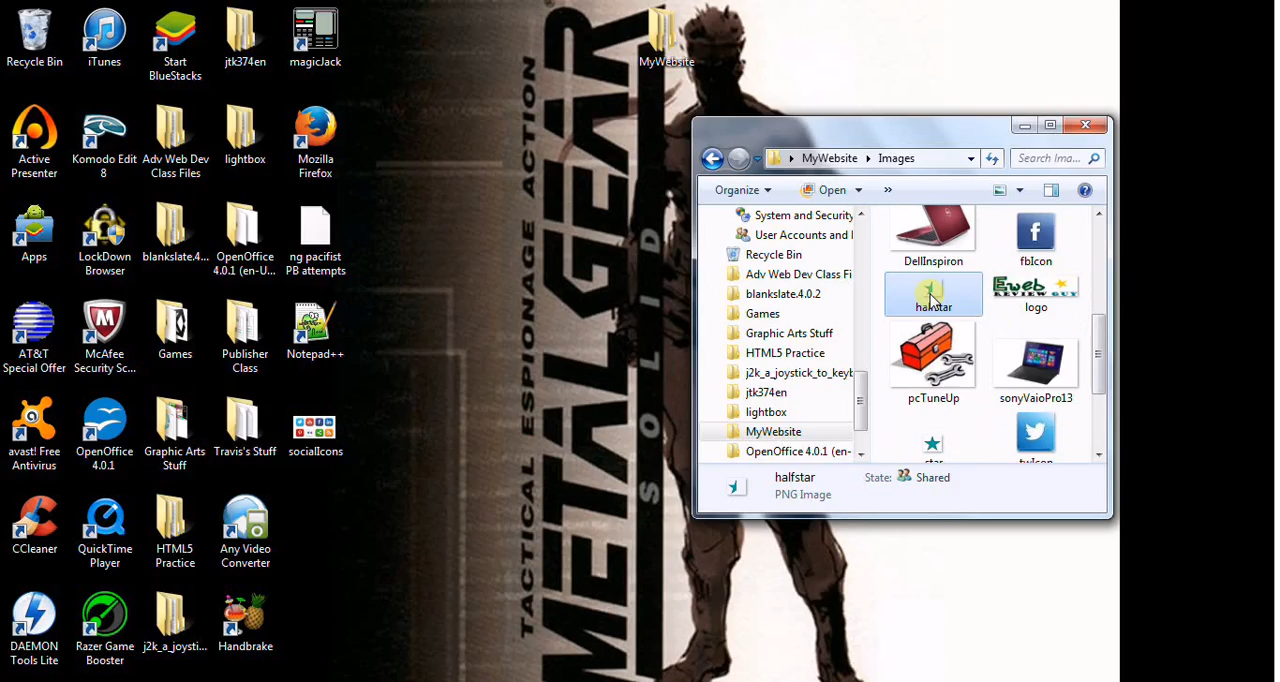 Recycle Bin
iTunes
Start
BlueStacks
jtk374en
magicJack
MyWebsite
Active
Presenter
Komodo Edit
8
Adv Web Dev
Class Files
lightbox
Mozilla
Firefox
Apps
LockDown
Browser
blankslate.4....
OpenOffice
4.0.1 (en-U...
ng pacifist
PB attempts
AT&T
Special Offer
McAfee
Security Sc...
Games
Publisher
Class
Notepad++
avast! Free
Antivirus
OpenOffice
4.0.1
Graphic Arts
Stuff
Travis's Stuff
socialIcons
CCleaner
QuickTime
Player
HTML5
Practice
Any Video
Converter
DAEMON
Tools Lite
Razer Game
Booster
j2k_a_joysti...
Handbrake
TACTICAL ESPIONAGE ACTION
METAL GEAR
SOLID
MyWebsite
Images
Search Ima...
Organize
Open
»
System and Security
User Accounts and
Recycle Bin
Adv Web Dev Class Fi
blankslate.4.0.2
Games
Graphic Arts Stuff
HTML5 Practice
j2k_a_joystick_to_keyb
jtk374en
lightbox
MyWebsite
OpenOffice 4.0.1 (en-
DellInspiron
fbIcon
f
halfstar
Eweb
REVIEW GUY
logo
pcTuneUp
sonyVaioPro13
star
twIcon
halfstar
State:
Shared
PNG Image